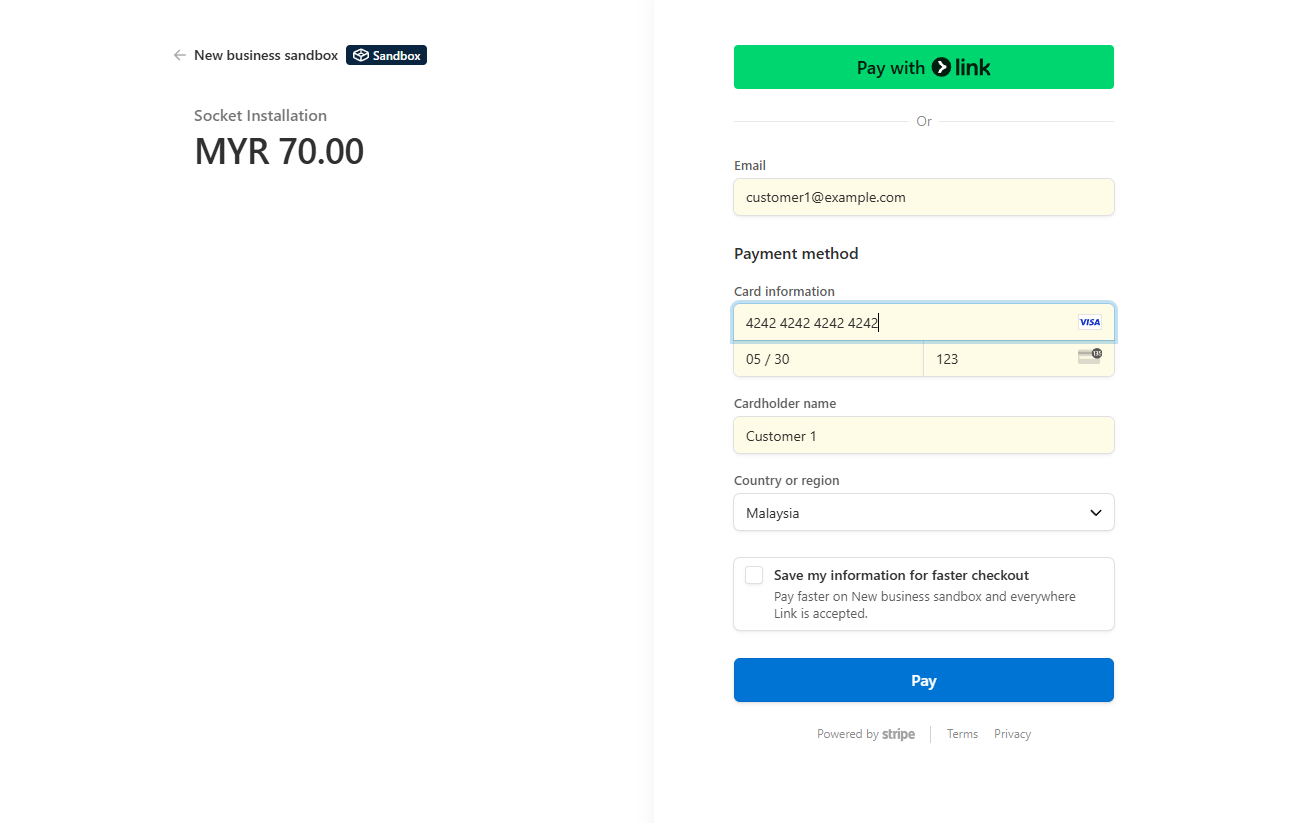 New business sandbox Sandbox
Socket Installation
MYR 70.00
Pay with link
Or
Email
customer1@example.com
Payment method
Card information
4242 4242 4242 4242 VISA
05 / 30 123
Cardholder name
Customer 1
Country or region
Malaysia
Save my information for faster checkout
Pay faster on New business sandbox and everywhere
Link is accepted.
Pay
Powered by stripe Terms Privacy